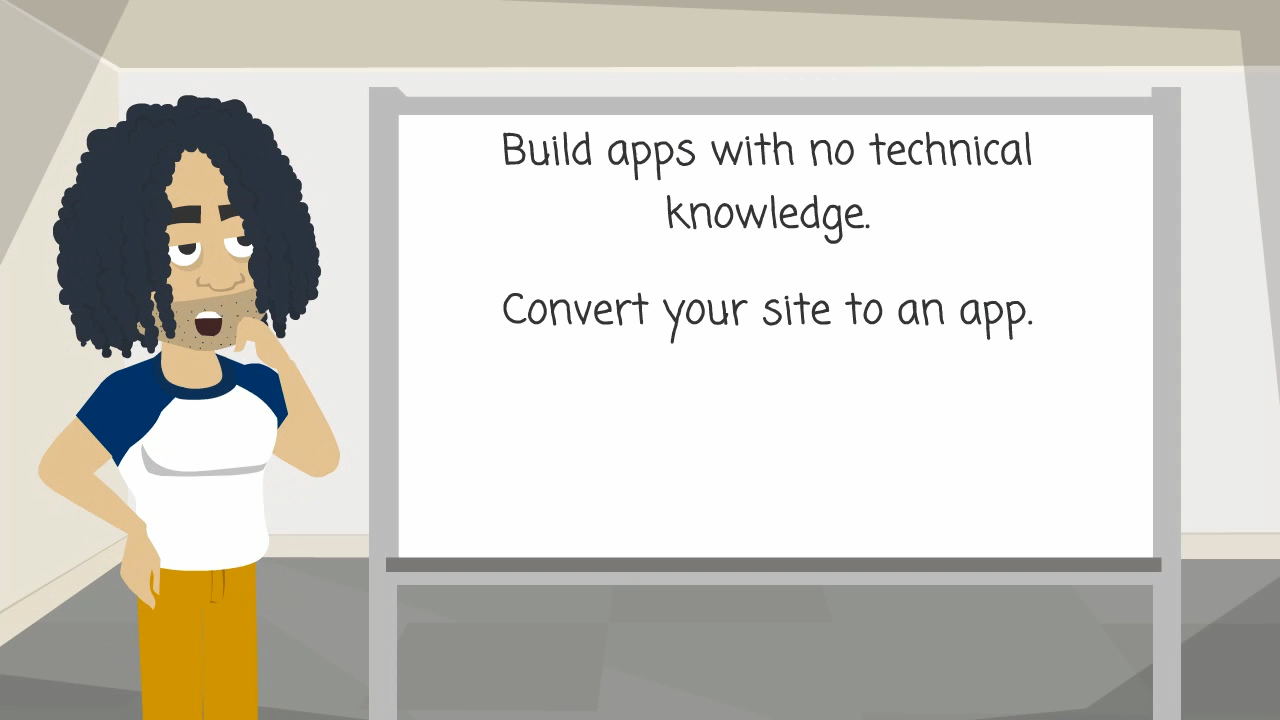 Build apps with no technical
knowledge.
Convert your site to an app.